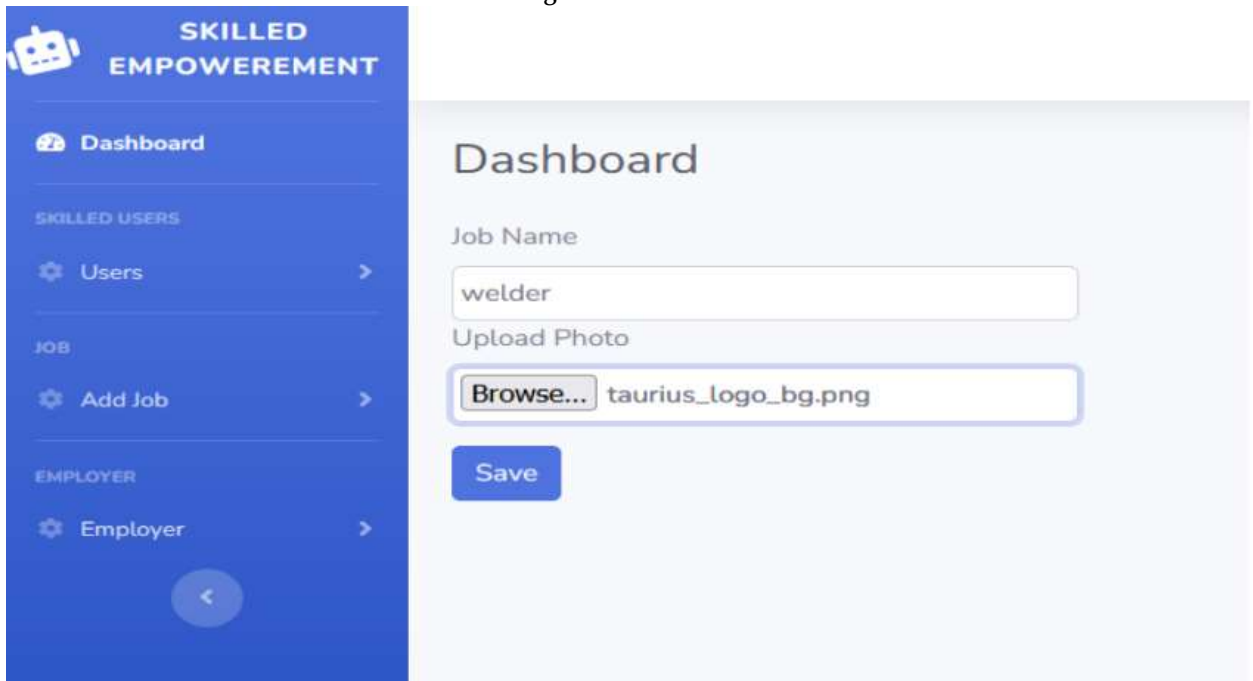 SKILLED
EMPOWEREMENT
Dashboard
SKILLED USERS
Users
JOB
Add Job
EMPLOYER
Employer
Dashboard
Job Name
welder
Upload Photo
Browse... taurius_logo_bg.png
Save